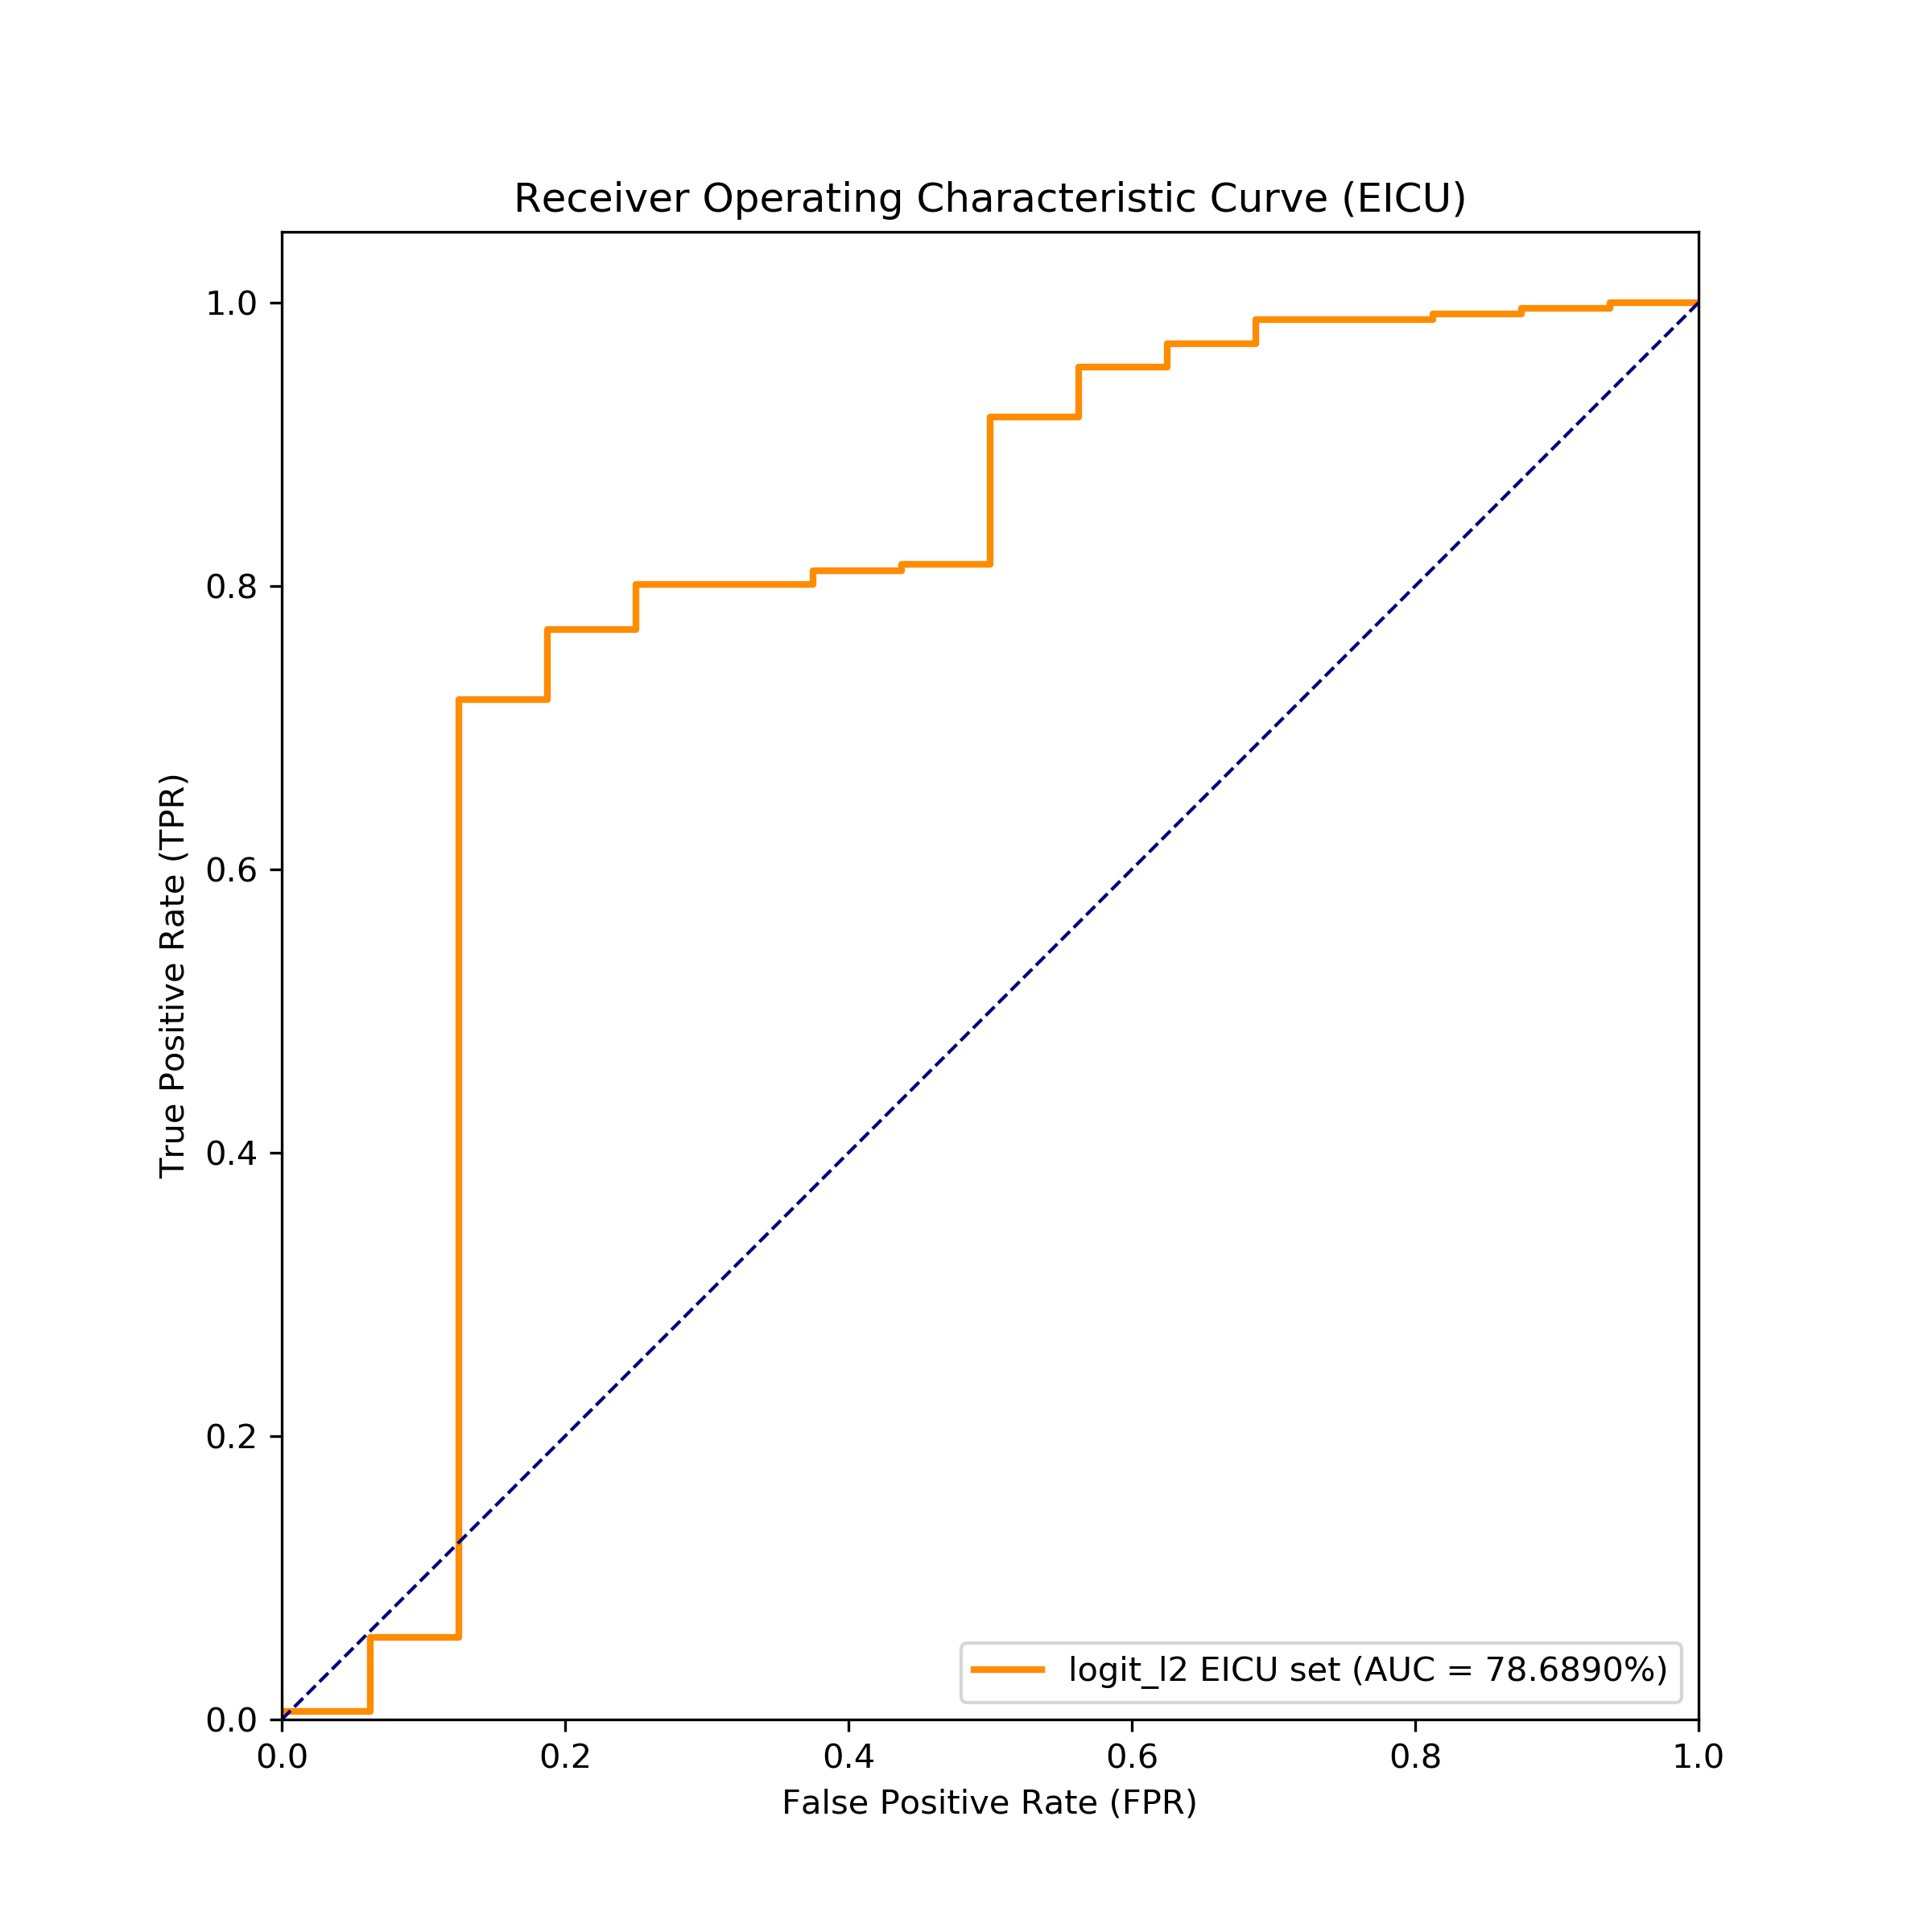 Receiver Operating Characteristic Curve (EICU)
True Positive Rate (TPR)
1.0
0.8
0.6
0.4
0.2
0.0
0.0 0.2 0.4 0.6 0.8 1.0
False Positive Rate (FPR)
logit_l2 EICU set (AUC = 78.6890%)